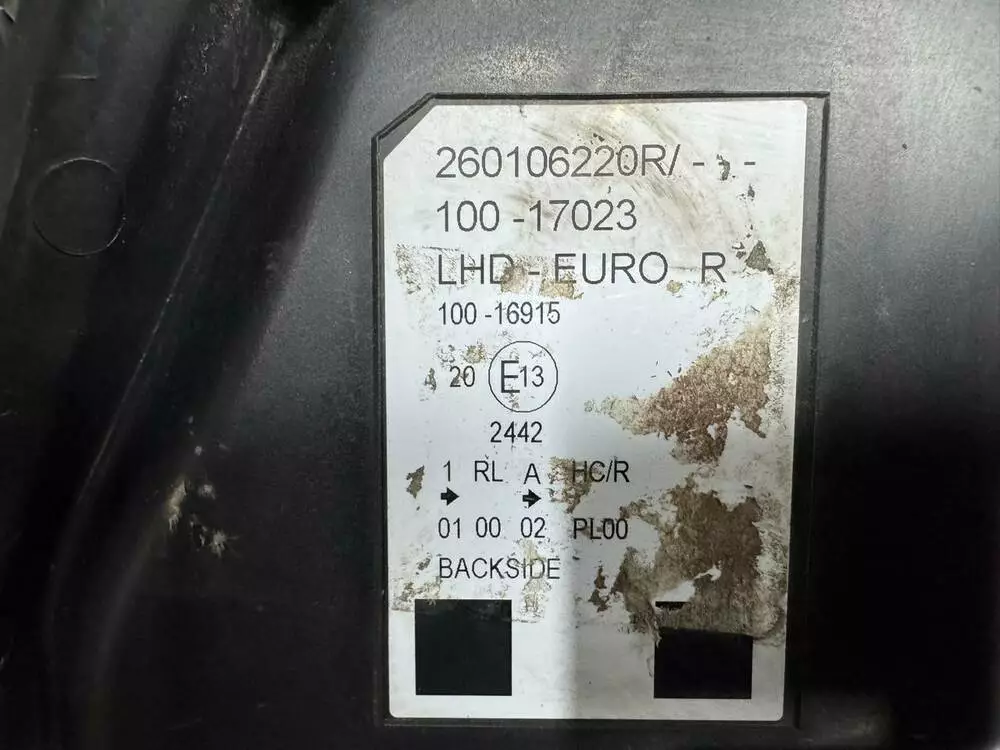 260106220R/ - - -
100 -17023
LHD - EURO R
100 -16915
20 E13
2442
1 RL A HC/R
01 00 02 PL00
BACKSIDE